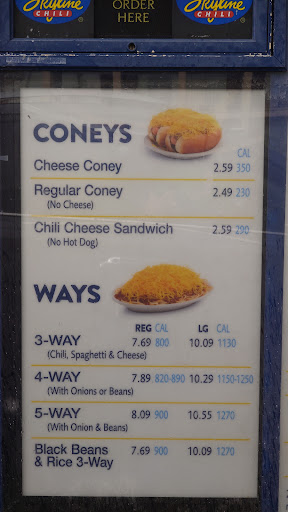 Skyline
CHILI
ORDER
HERE
Skyline
CHILI
CONEYS
CAL
Cheese Coney 2.59 350
Regular Coney 2.49 230
(No Cheese)
Chili Cheese Sandwich 2.59 290
(No Hot Dog)
WAYS
REG CAL LG CAL
3-WAY 7.69 800 10.09 1130
(Chili, Spaghetti & Cheese)
4-WAY 7.89 820-890 10.29 1150-1250
(With Onions or Beans)
5-WAY 8.09 900 10.55 1270
(With Onion & Beans)
Black Beans 7.69 900 10.09 1270
& Rice 3-Way